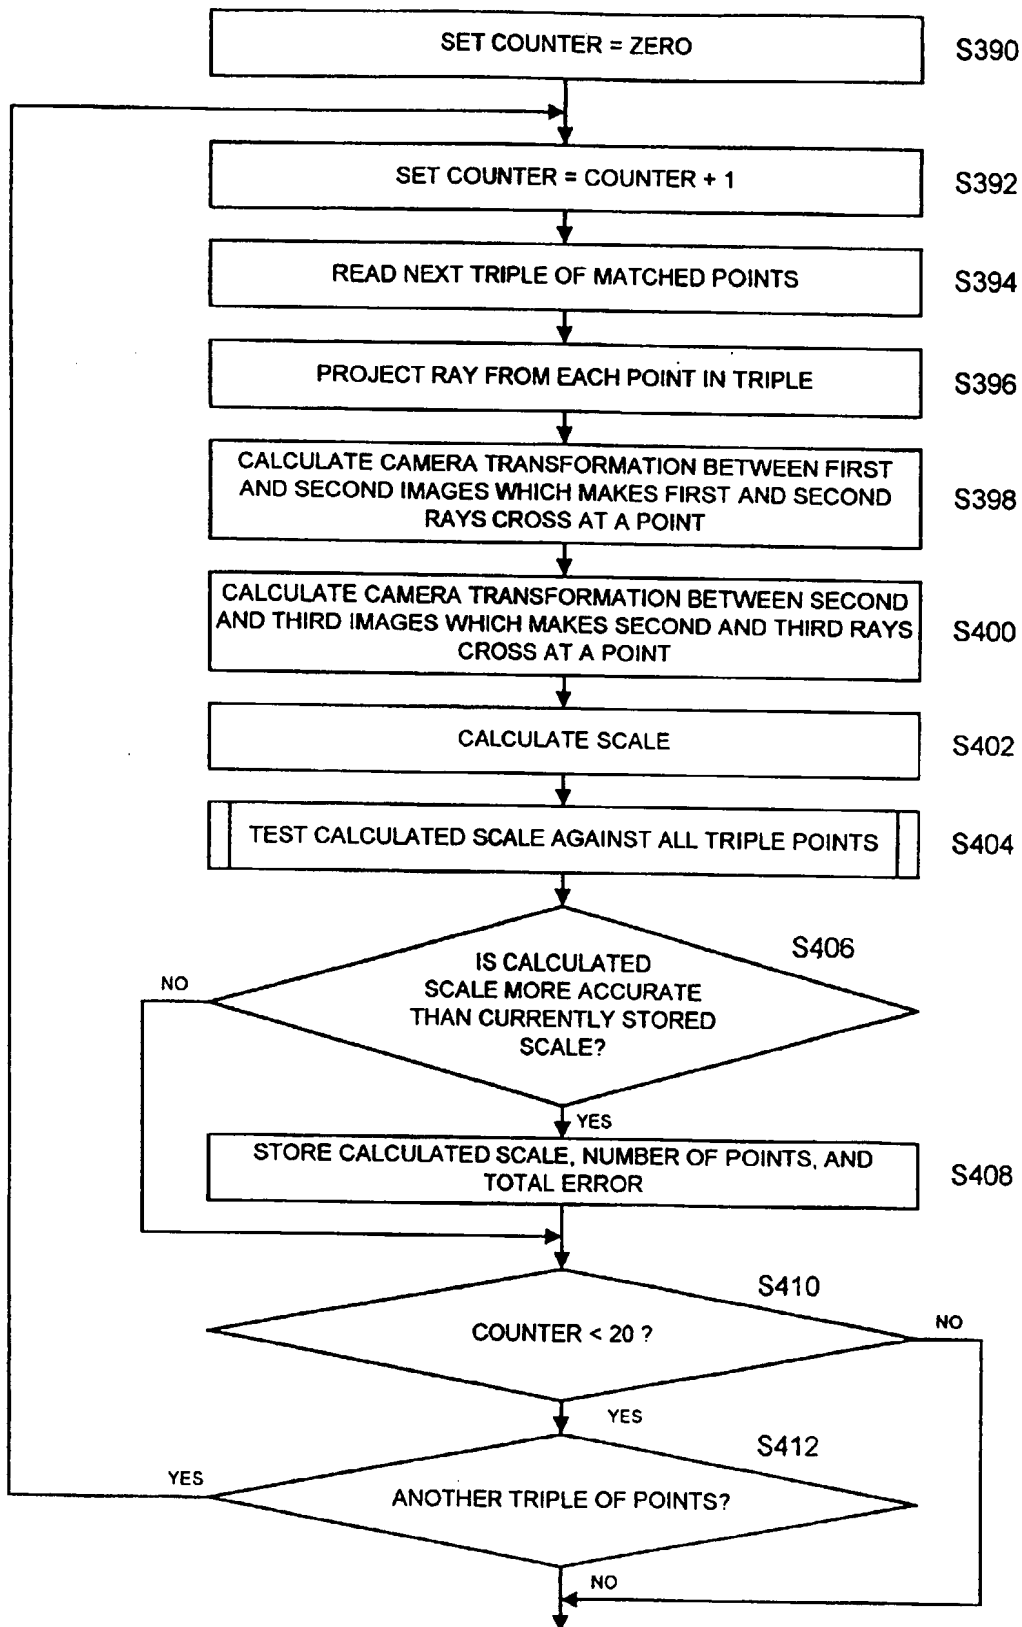 SET COUNTER = ZERO
S390
SET COUNTER = COUNTER + 1
S392
READ NEXT TRIPLE OF MATCHED POINTS
S394
PROJECT RAY FROM EACH POINT IN TRIPLE
S396
CALCULATE CAMERA TRANSFORMATION BETWEEN FIRST
AND SECOND IMAGES WHICH MAKES FIRST AND SECOND
RAYS CROSS AT A POINT
S398
CALCULATE CAMERA TRANSFORMATION BETWEEN SECOND
AND THIRD IMAGES WHICH MAKES SECOND AND THIRD RAYS
CROSS AT A POINT
S400
CALCULATE SCALE
S402
TEST CALCULATED SCALE AGAINST ALL TRIPLE POINTS
S404
S406
IS CALCULATED
SCALE MORE ACCURATE
THAN CURRENTLY STORED
SCALE?
NO
YES
STORE CALCULATED SCALE, NUMBER OF POINTS, AND
TOTAL ERROR
S408
S410
COUNTER < 20 ?
NO
YES
S412
ANOTHER TRIPLE OF POINTS?
YES
NO